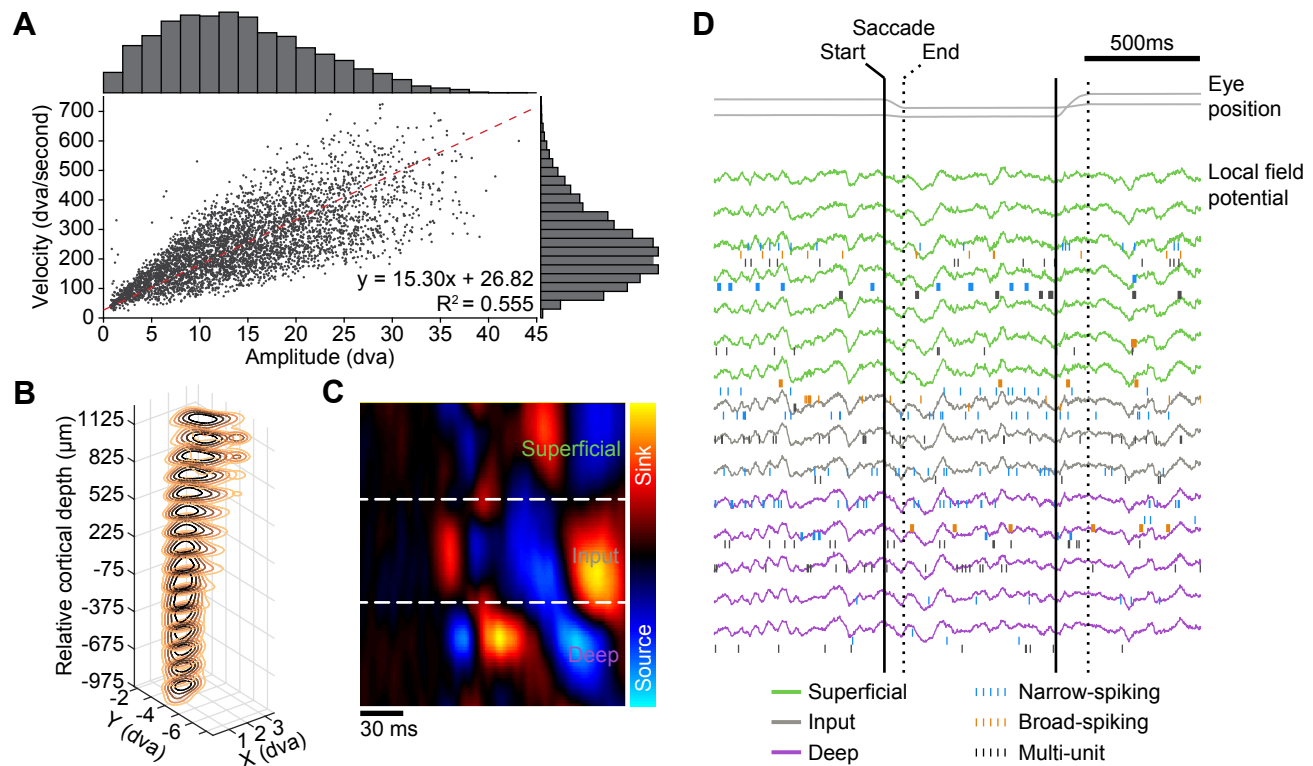 A
Velocity (dva/second)
700
600
500
400
300
200
100
0
y = 15.30x + 26.82
R² = 0.555
0 5 10 15 20 25 30 35 40 45
Amplitude (dva)
B
Relative cortical depth (µm)
1125
825
525
225
-75
-375
-675
-975
-2
-4
-6
Y (dva)
1
2
3
X (dva)
C
Superficial
Input
Deep
Sink
Source
30 ms
D
Saccade
Start
End
500ms
Eye
position
Local field
potential
Superficial
Input
Deep
Narrow-spiking
Broad-spiking
Multi-unit